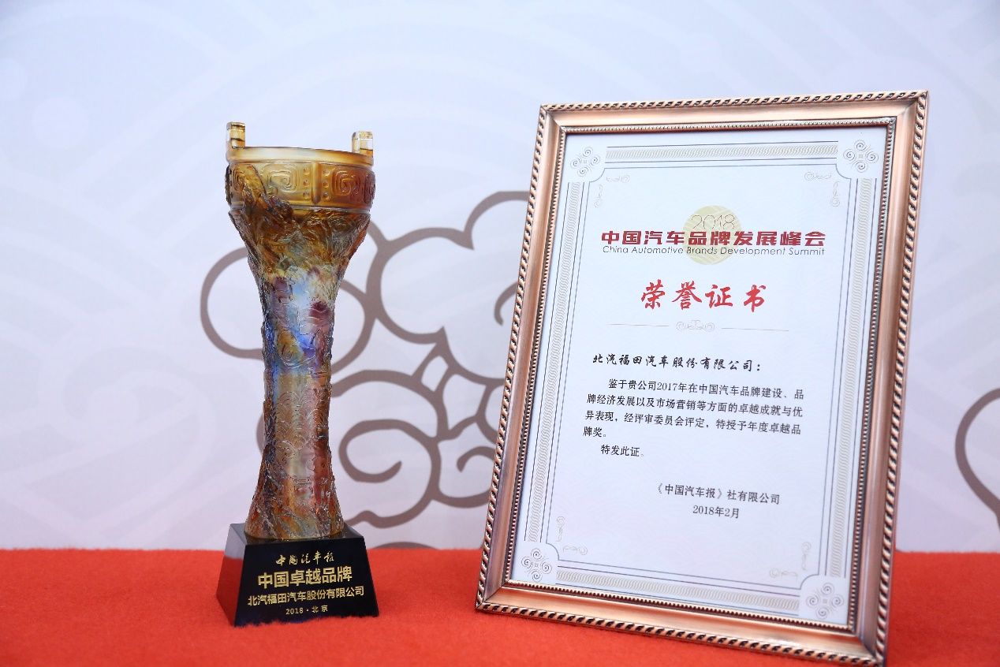 中国汽车报
中国卓越品牌
北汽福田汽车股份有限公司
2018·北京
2018
中国汽车品牌发展峰会
China Automotive Brands Development Summit
荣誉证书
北汽福田汽车股份有限公司：
鉴于贵公司2017年在中国汽车品牌建设、品
牌经济发展以及市场营销等方面的卓越成就与优
异表现，经评审委员会评定，特授予年度卓越品
牌奖。
特发此证。
《中国汽车报》社有限公司
2018年2月